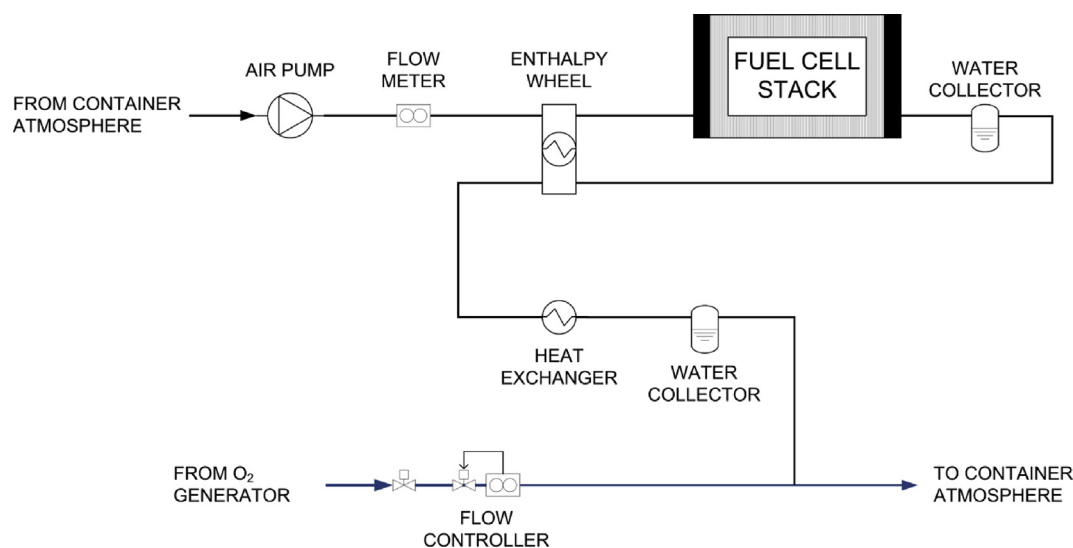 FROM CONTAINER
ATMOSPHERE
AIR PUMP
FLOW
METER
ENTHALPY
WHEEL
FUEL CELL
STACK
WATER
COLLECTOR
HEAT
EXCHANGER
WATER
COLLECTOR
FROM O₂
GENERATOR
FLOW
CONTROLLER
TO CONTAINER
ATMOSPHERE